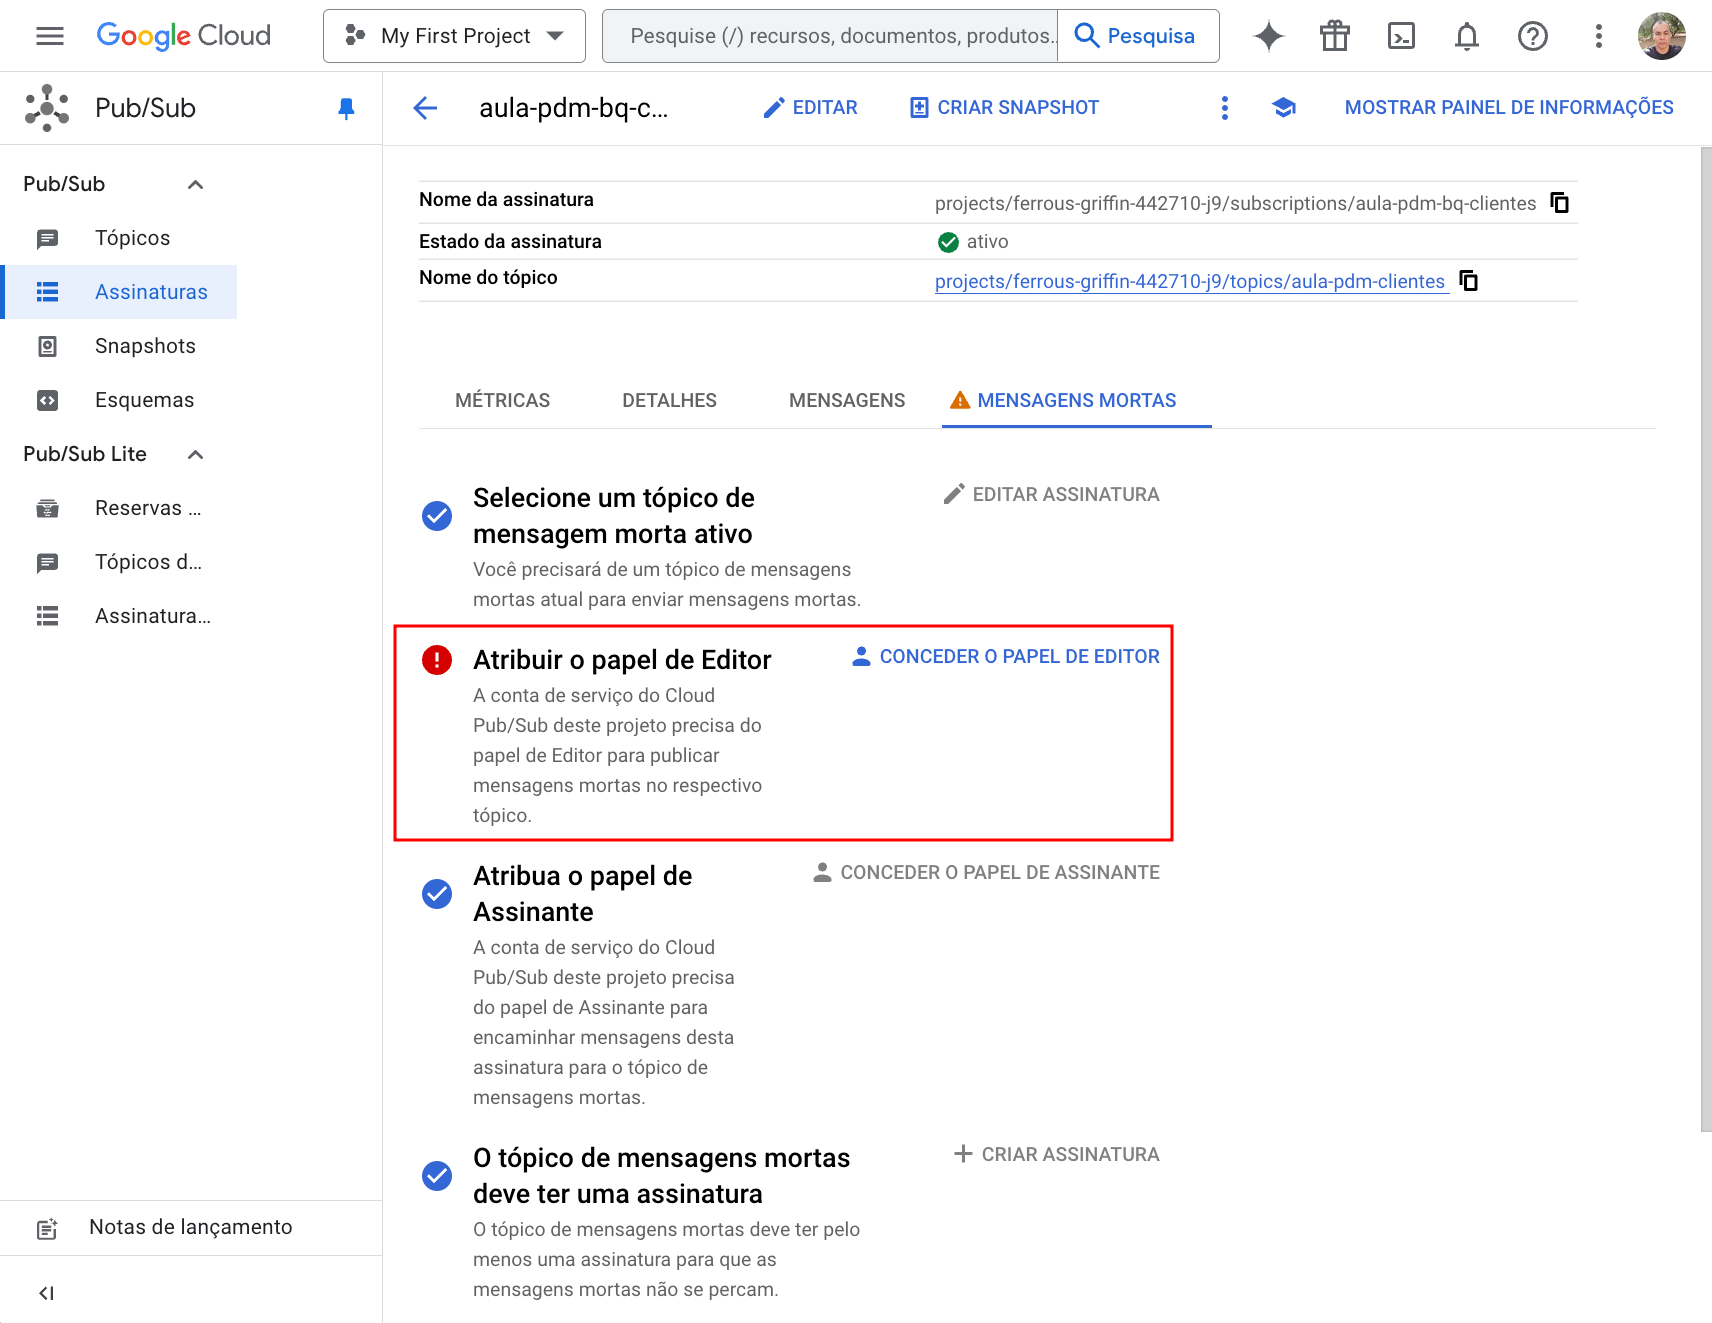 Google Cloud
My First Project
Pesquise (/) recursos, documentos, produtos..
Pesquisa
Pub/Sub
aula-pdm-bq-c...
EDITAR
CRIAR SNAPSHOT
MOSTRAR PAINEL DE INFORMAÇÕES
Pub/Sub
Tópicos
Assinaturas
Snapshots
Esquemas
Pub/Sub Lite
Reservas ...
Tópicos d...
Assinatura...
Notas de lançamento
Nome da assinatura
projects/ferrous-griffin-442710-j9/subscriptions/aula-pdm-bq-clientes
Estado da assinatura
ativo
Nome do tópico
projects/ferrous-griffin-442710-j9/topics/aula-pdm-clientes
MÉTRICAS
DETALHES
MENSAGENS
MENSAGENS MORTAS
Selecione um tópico de
mensagem morta ativo
EDITAR ASSINATURA
Você precisará de um tópico de mensagens
mortas atual para enviar mensagens mortas.
Atribuir o papel de Editor
CONCEDER O PAPEL DE EDITOR
A conta de serviço do Cloud
Pub/Sub deste projeto precisa do
papel de Editor para publicar
mensagens mortas no respectivo
tópico.
Atribua o papel de
Assinante
CONCEDER O PAPEL DE ASSINANTE
A conta de serviço do Cloud
Pub/Sub deste projeto precisa
do papel de Assinante para
encaminhar mensagens desta
assinatura para o tópico de
mensagens mortas.
O tópico de mensagens mortas
deve ter uma assinatura
CRIAR ASSINATURA
O tópico de mensagens mortas deve ter pelo
menos uma assinatura para que as
mensagens mortas não se percam.